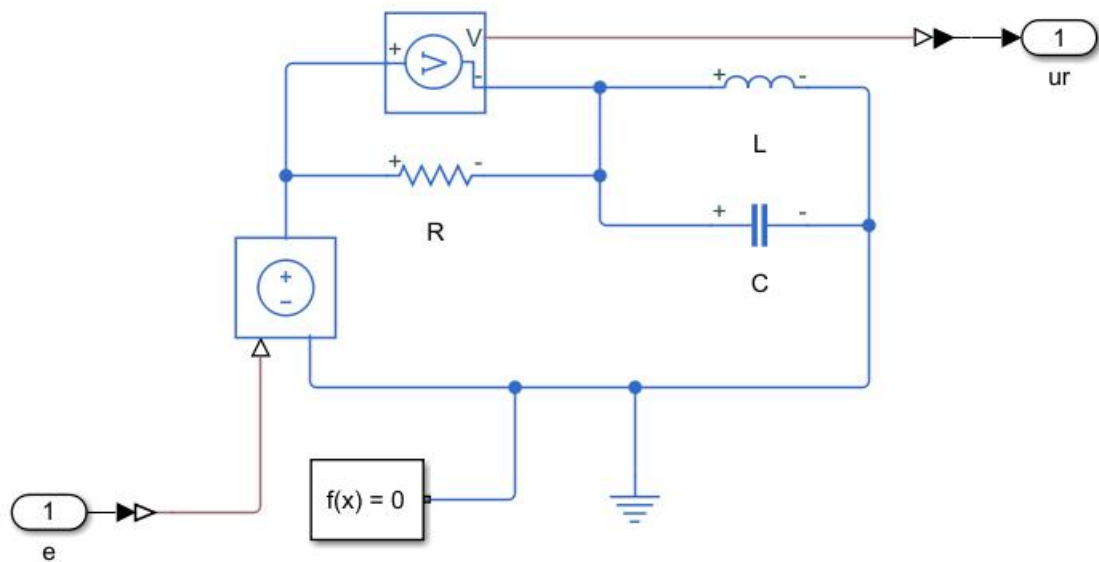 +
V
V
-
1
ur
+
-
L
+
-
R
+
-
C
+
-
f(x) = 0
1
e